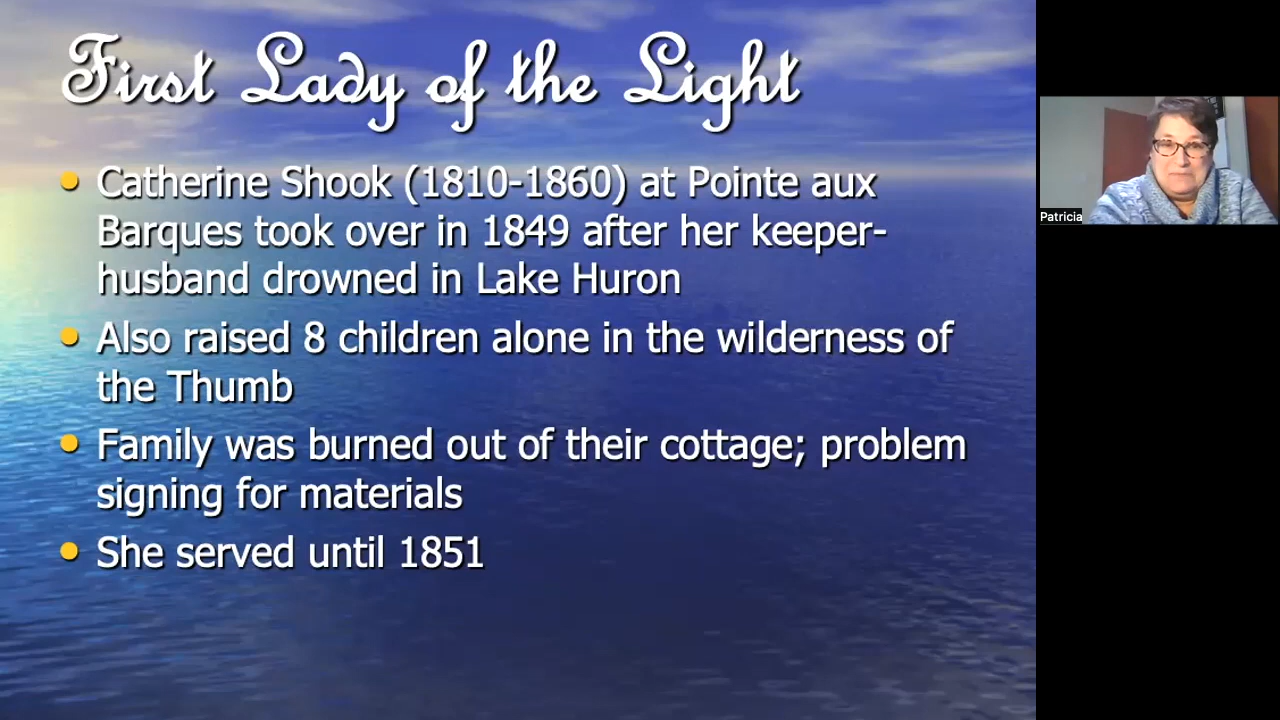 First Lady of the Light
• Catherine Shook (1810-1860) at Pointe aux
Barques took over in 1849 after her keeper-
husband drowned in Lake Huron
• Also raised 8 children alone in the wilderness of
the Thumb
• Family was burned out of their cottage; problem
signing for materials
• She served until 1851
Patricia